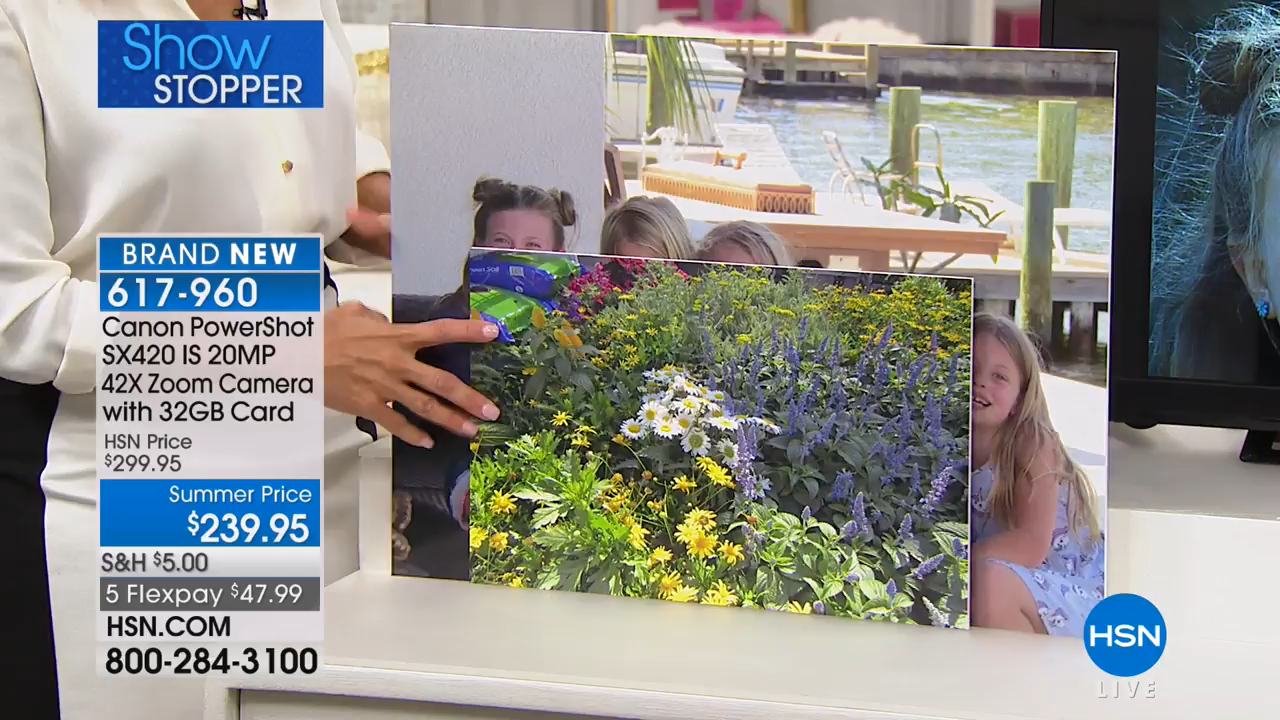 Show
STOPPER
BRAND NEW
617-960
Canon PowerShot
SX420 IS 20MP
42X Zoom Camera
with 32GB Card
HSN Price
$299.95
Summer Price
$239.95
S&H $5.00
5 Flexpay $47.99
HSN.COM
800-284-3100
HSN
LIVE